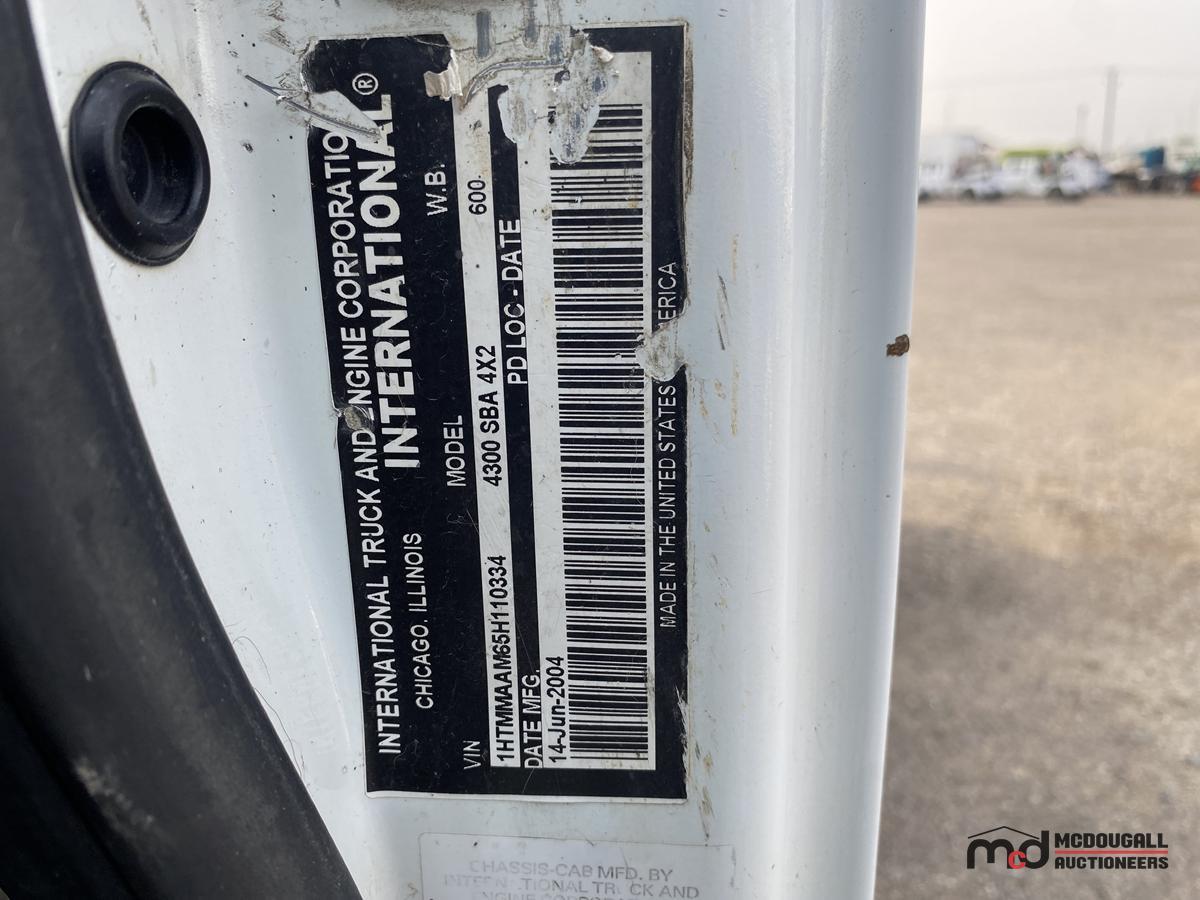 INTERNATIONAL TRUCK AND ENGINE CORPORATIO
CHICAGO, ILLINOIS INTERNATIONAL®
VIN MODEL W.B.
1HTMMAAM65H110334 4300 SBA 4X2 600.
DATE MFG. PD LOC - DATE
14-Jun-2004
MADE IN THE UNITED STATES MERICA
CHASSIS-CAB MFD. BY
INTERNATIONAL TRUCK AND
ENGINE
mcd MCDOUGALL
AUCTIONEERS